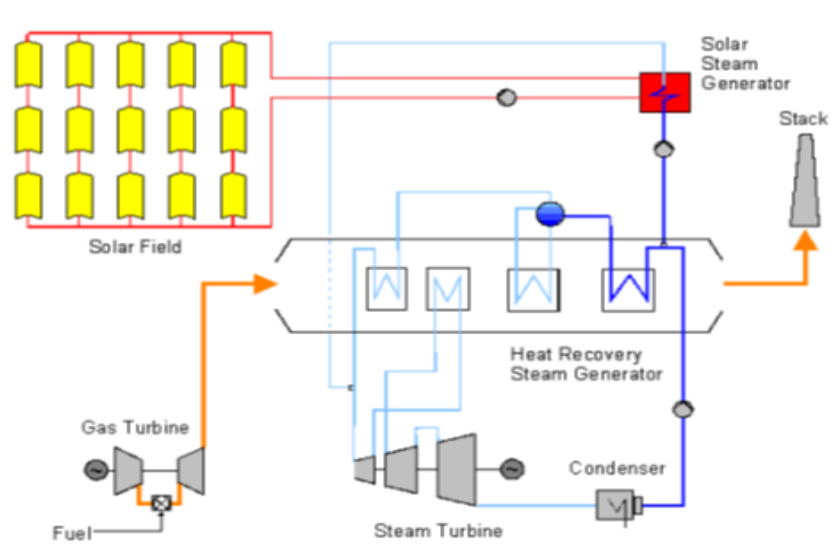 Solar
Steam
Generator
Stack
Solar Field
Heat Recovery
Steam Generator
Gas Turbine
Condenser
Fuel
Steam Turbine